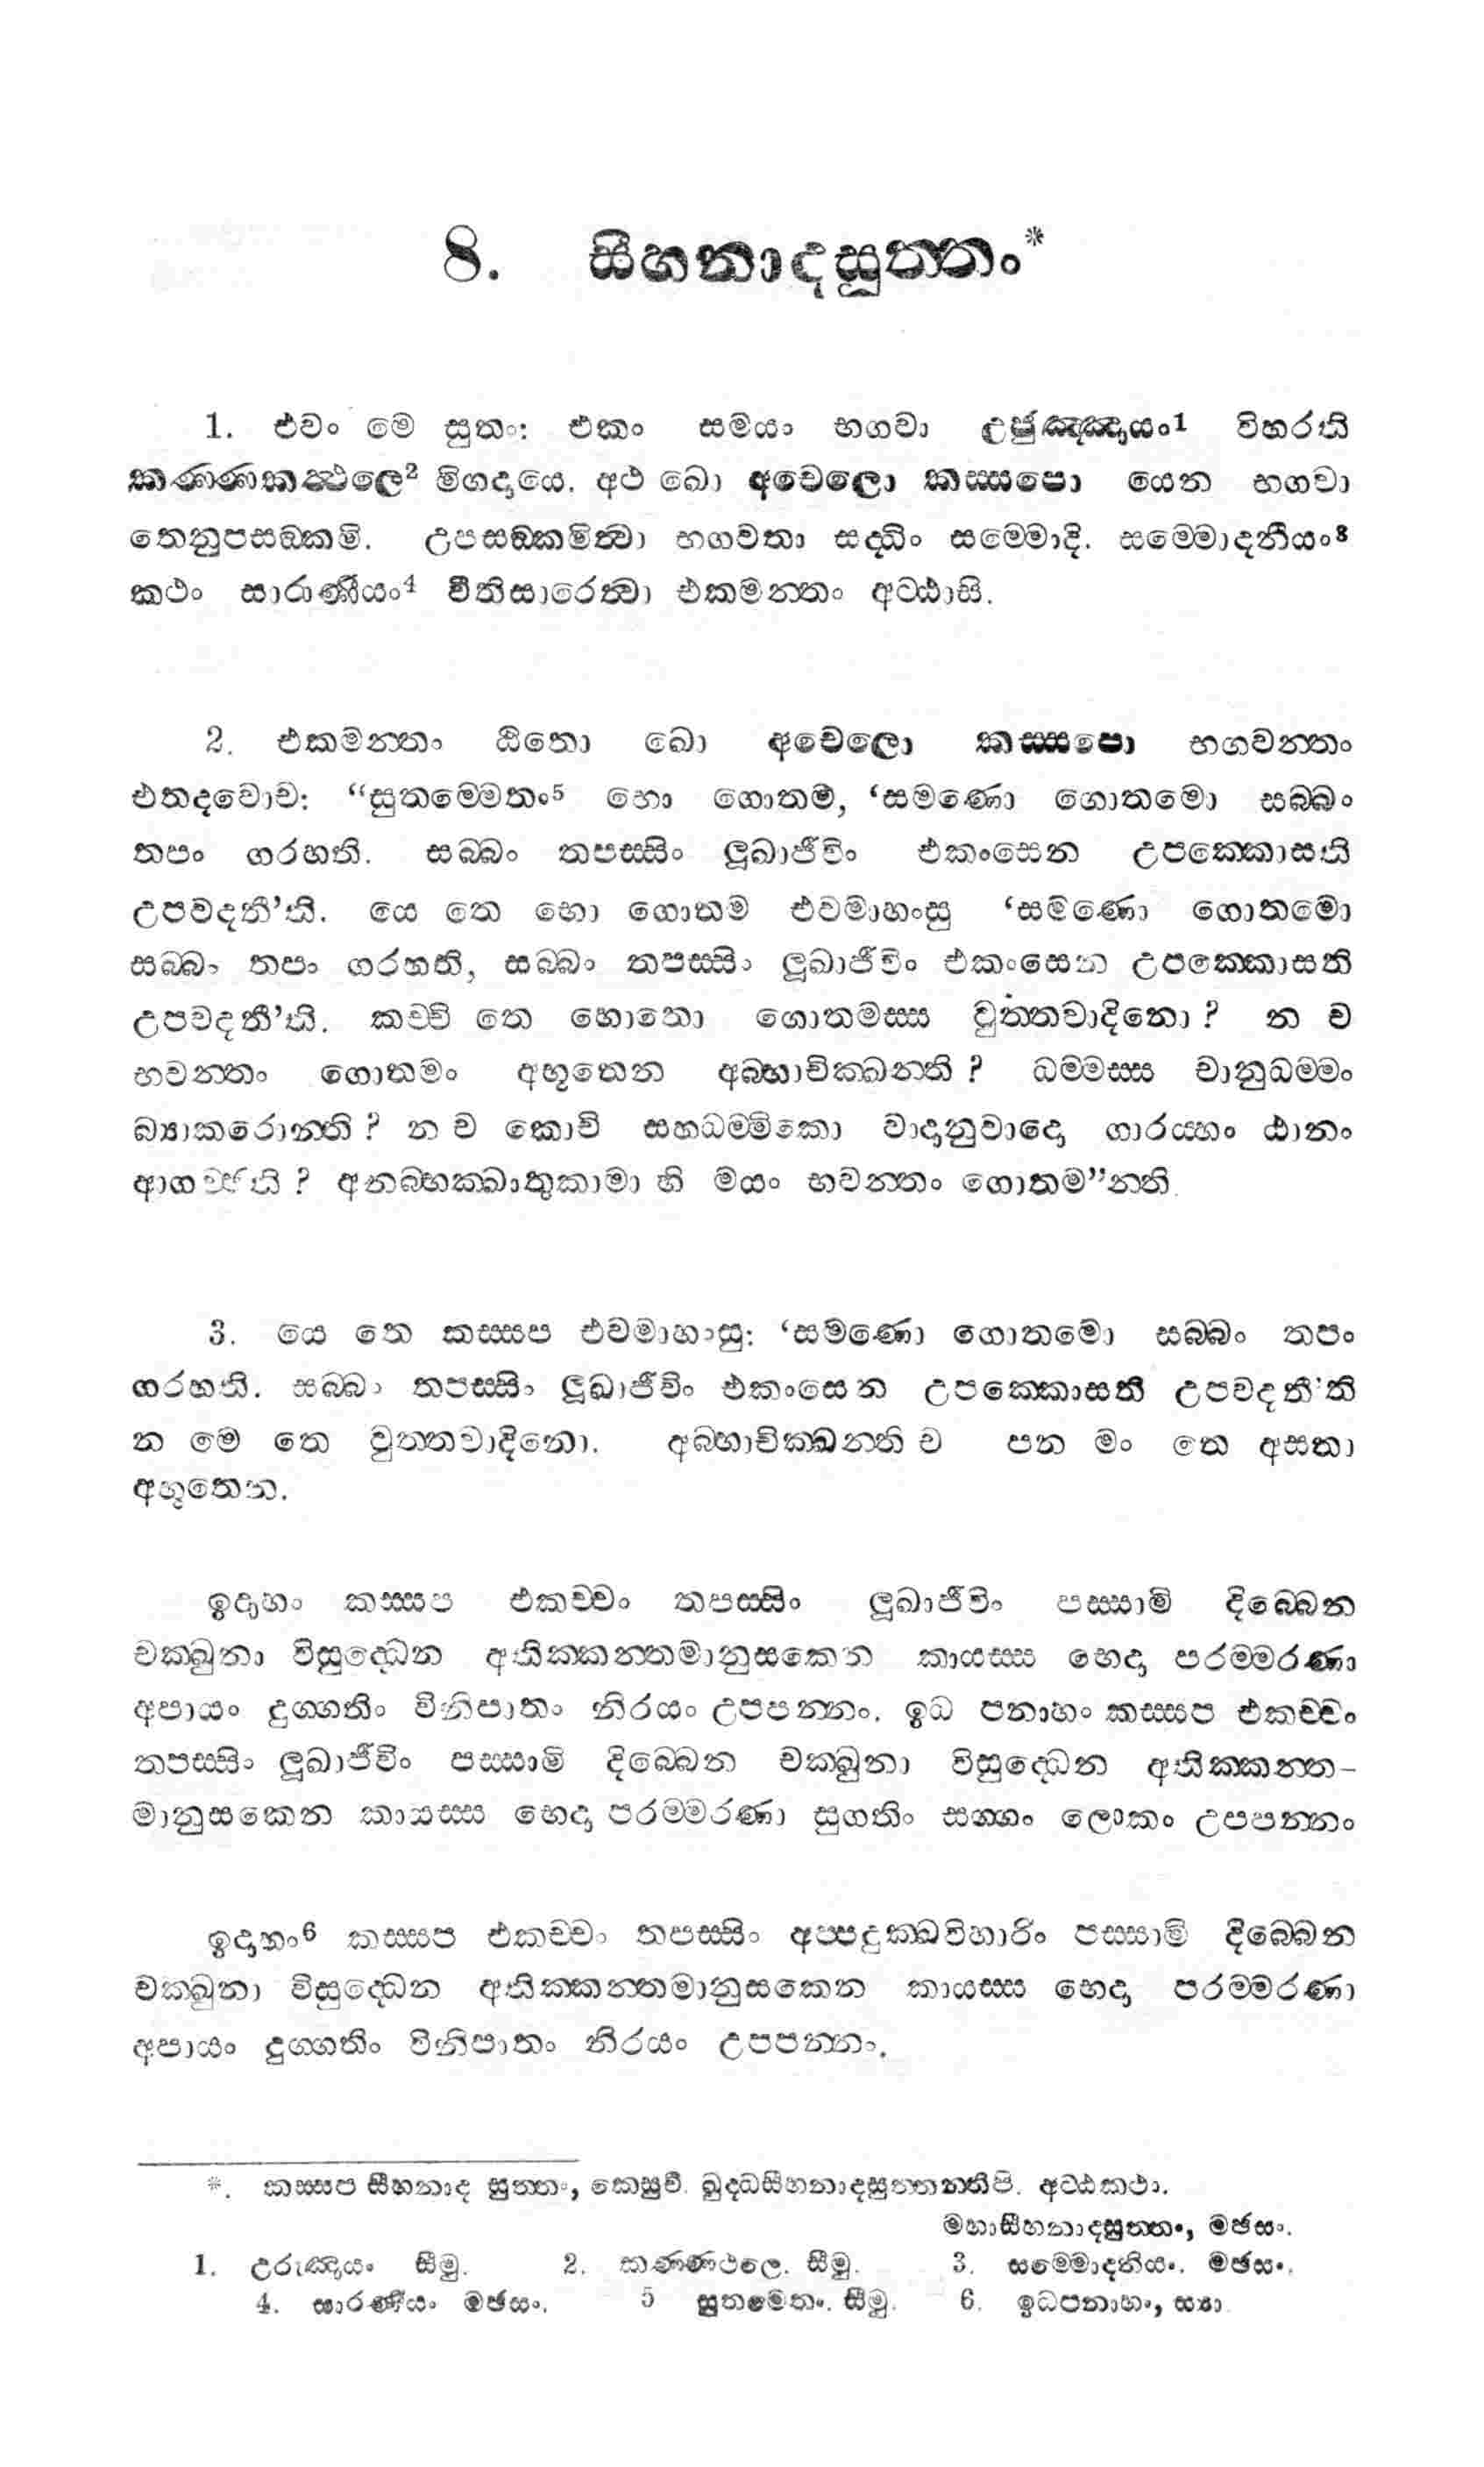 8. සීහනාදසුත්තං*
1. එවං මෙ සුතං: එකං සමයං භගවා උජුඤ්ඤායං1 විහරති
කණ්ණකත්ථලෙ2 මිගදායෙ. අථ ඛො අචෙලො කස්සපො යෙන භගවා
තෙනුපසඞ්කමි. උපසඞ්කමිත්වා භගවතා සද්ධිං සම්මොදි. සම්මොදනීයං3
කථං සාරාණීයං4 වීතිසාරෙත්වා එකමන්තං අට්ඨාසි.
2. එකමන්තං ඨිතො ඛො අචෙලො කස්සපො භගවන්තං
එතදවොච: “සුතම්මෙතං5 භො ගොතම, ‘සමණො ගොතමො සබ්බං
තපං ගරහති. සබ්බං තපස්සිං ලූඛාජීවිං එකංසෙන උපක්කොසති
උපවදතී’ති. යෙ තෙ භො ගොතම එවමාහංසු ‘සමණො ගොතමො
සබ්බං තපං ගරහති, සබ්බං තපස්සිං ලූඛාජීවිං එකංසෙන උපක්කොසති
උපවදතී’ති. කච්චි තෙ භොතො ගොතමස්ස වුත්තවාදිනො? න ච
භවන්තං ගොතමං අභූතෙන අබ්භාචික්ඛන්ති? ධම්මස්ස චානුධම්මං
බ්‍යාකරොන්ති? න ච කොචි සහධම්මිකො වාදානුවාදො ගාරය්හං ඨානං
ආගච්ඡති? අනබ්භක්ඛාතුකාමා හි මයං භවන්තං ගොතම”න්ති.
3. යෙ තෙ කස්සප එවමාහංසු: ‘සමණො ගොතමො සබ්බං තපං
ගරහති. සබ්බං තපස්සිං ලූඛාජීවිං එකංසෙන උපක්කොසති උපවදතී’ති
න මෙ තෙ වුත්තවාදිනො. අබ්භාචික්ඛන්ති ච පන මං තෙ අසතා
අභූතෙන.
ඉදාහං කස්සප එකච්චං තපස්සිං ලූඛාජීවිං පස්සාමි දිබ්බෙන
චක්ඛුනා විසුද්ධෙන අතික්කන්තමානුසකෙන කායස්ස භෙදා පරම්මරණා
අපායං දුග්ගතිං විනිපාතං නිරයං උපපන්නං. ඉධ පනාහං කස්සප එකච්චං
තපස්සිං ලූඛාජීවිං පස්සාමි දිබ්බෙන චක්ඛුනා විසුද්ධෙන අතික්කන්ත-
මානුසකෙන කායස්ස භෙදා පරම්මරණා සුගතිං සග්ගං ලොකං උපපන්නං
ඉදාහං6 කස්සප එකච්චං තපස්සිං අප්පදුක්ඛවිහාරිං පස්සාමි දිබ්බෙන
චක්ඛුනා විසුද්ධෙන අතික්කන්තමානුසකෙන කායස්ස භෙදා පරම්මරණා
අපායං දුග්ගතිං විනිපාතං නිරයං උපපන්නං.
*. කස්සප සීහනාද සුත්තං, කෙසුචි. ඛුද්ධසීහනාදසුත්තන්තීපි. අට්ඨකථා.
මහාසීහනාදසුත්තං, මඡසං.
1. උරුඤ්ඤායං සීමු. 2. කණ්ණථලෙ. සීමු. 3. සම්මොදනියං. මඡසං.
4. සාරණීයං මඡසං. 5 සුතමෙතං. සීමු. 6. ඉධපනාහං, ස්‍යා